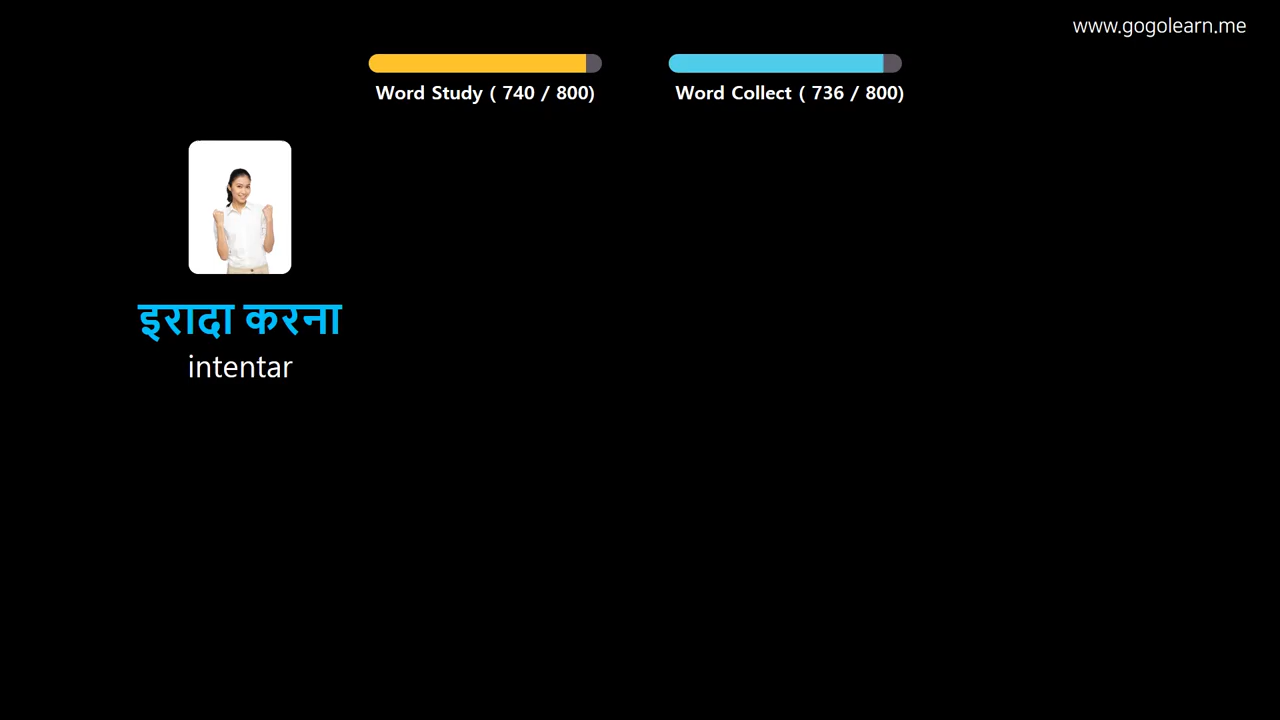 www.gogolearn.me
Word Study ( 740 / 800)
Word Collect ( 736 / 800)
इरादा करना
intentar